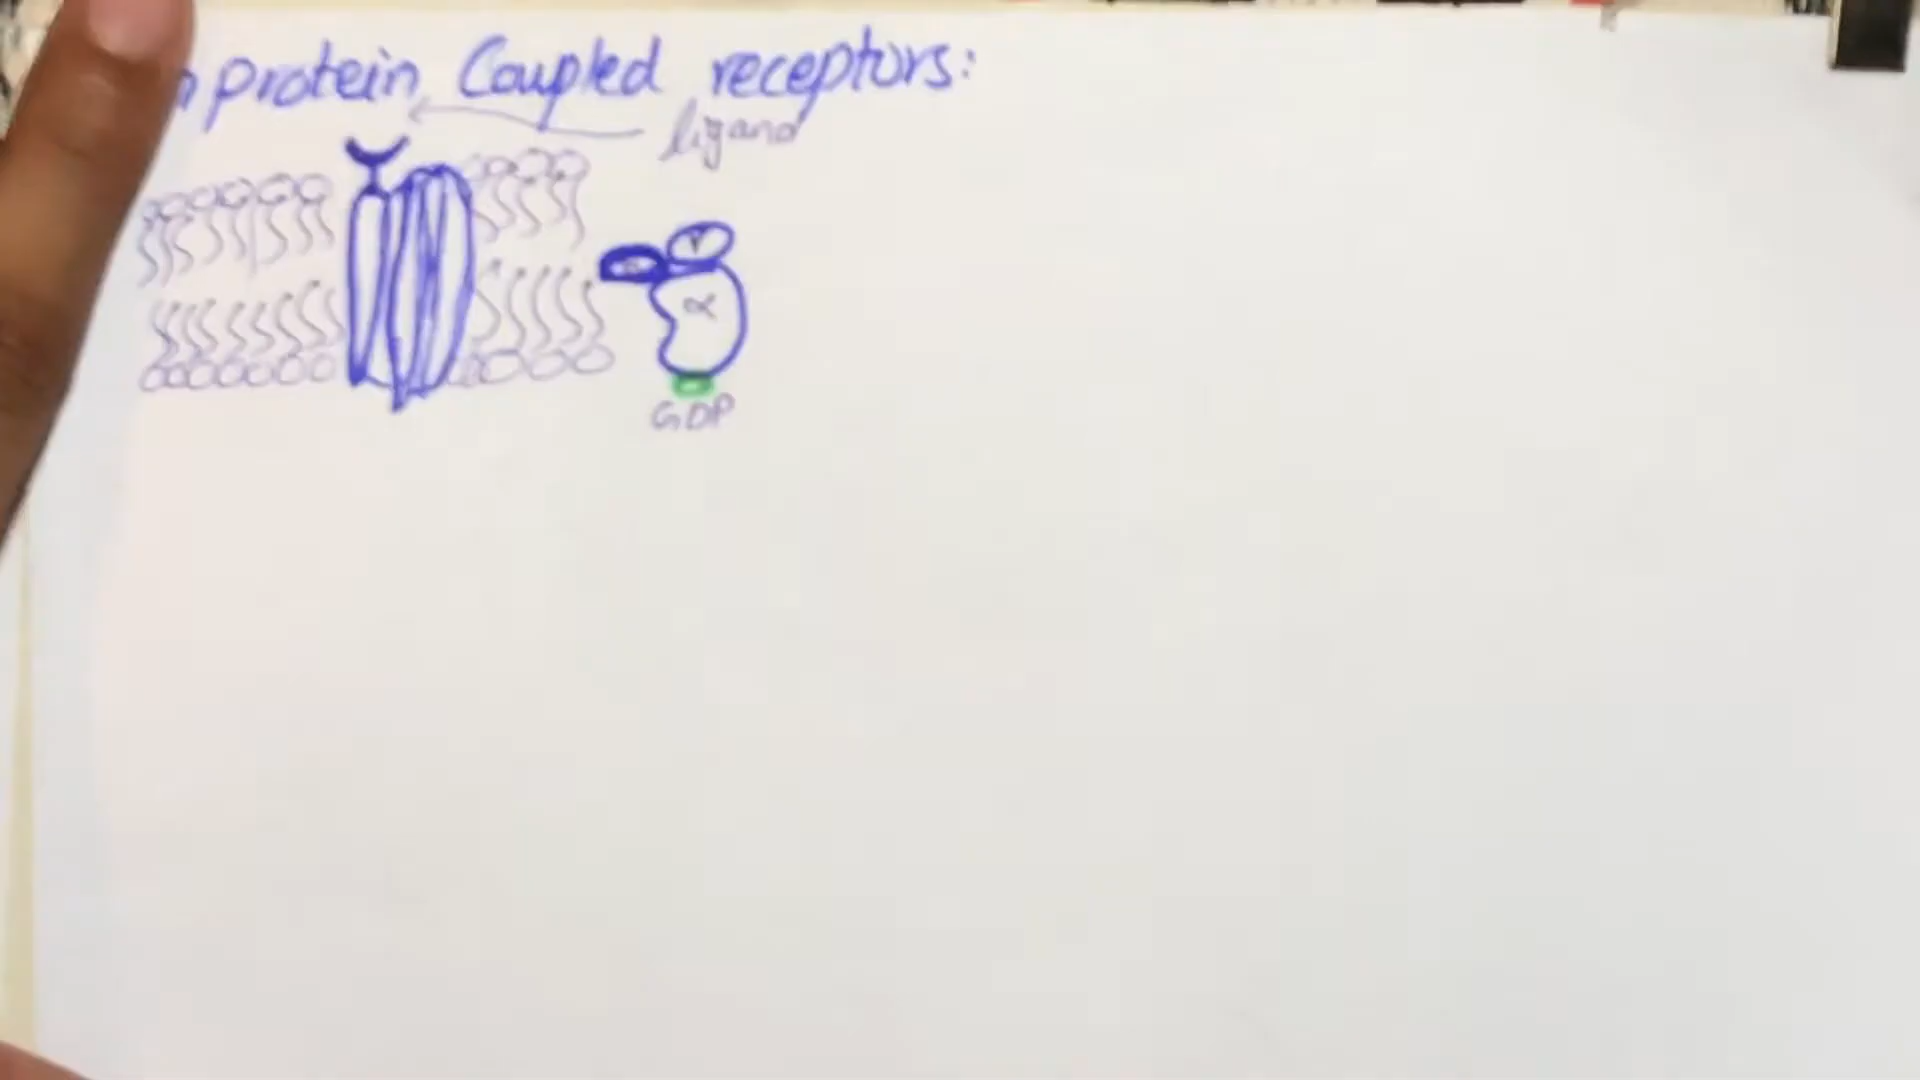 protein Coupled receptors:
ligand
γ
α
GDP